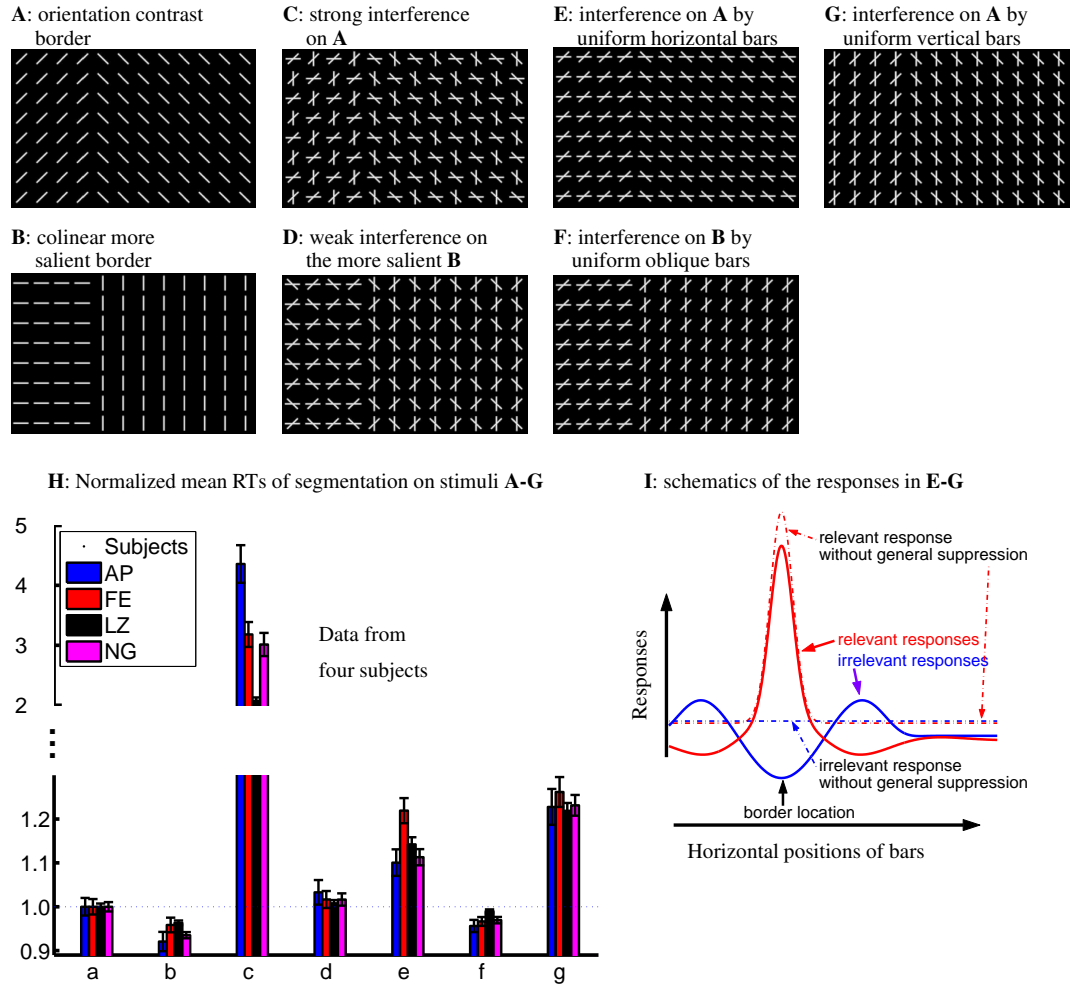 A: orientation contrast
border
C: strong interference
on A
E: interference on A by
uniform horizontal bars
G: interference on A by
uniform vertical bars
B: colinear more
salient border
D: weak interference on
the more salient B
F: interference on B by
uniform oblique bars
H: Normalized mean RTs of segmentation on stimuli A-G
5
4
3
2
1.2
1.1
1.0
0.9
Subjects
AP
FE
LZ
NG
Data from
four subjects
a b c d e f g
I: schematics of the responses in E-G
relevant response
without general suppression
relevant responses
irrelevant responses
Responses
irrelevant response
without general suppression
border location
Horizontal positions of bars